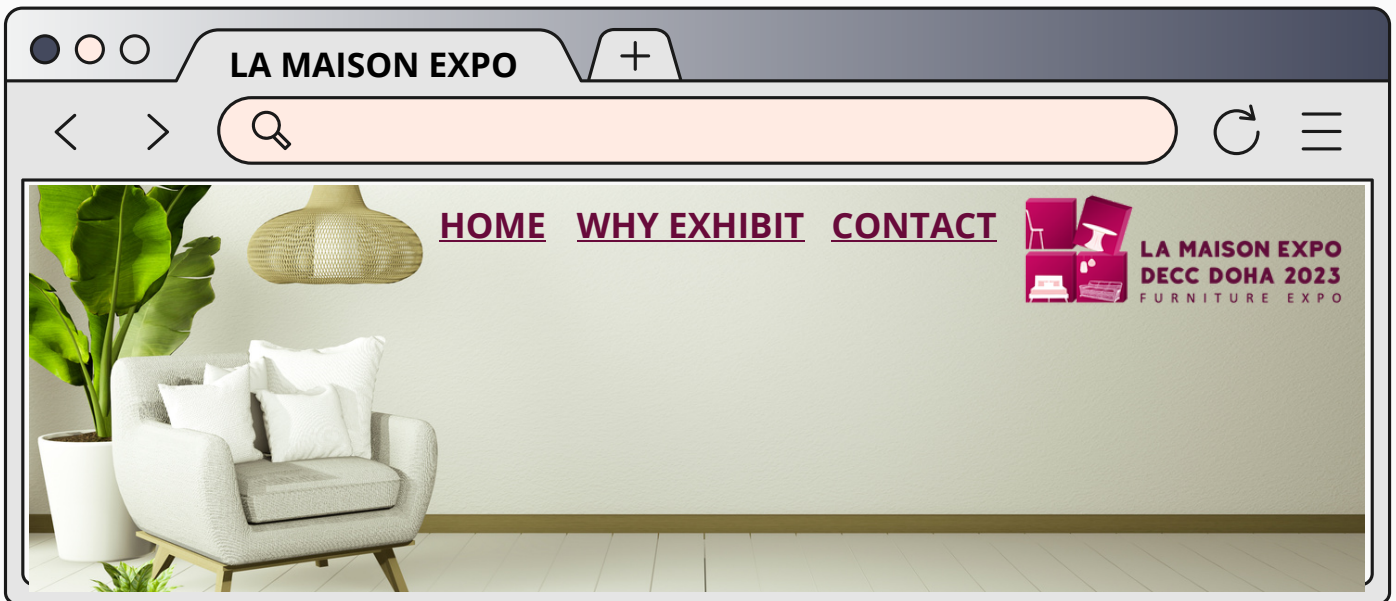 LA MAISON EXPO
HOME WHY EXHIBIT CONTACT
LA MAISON EXPO
DECC DOHA 2023
FURNITURE EXPO